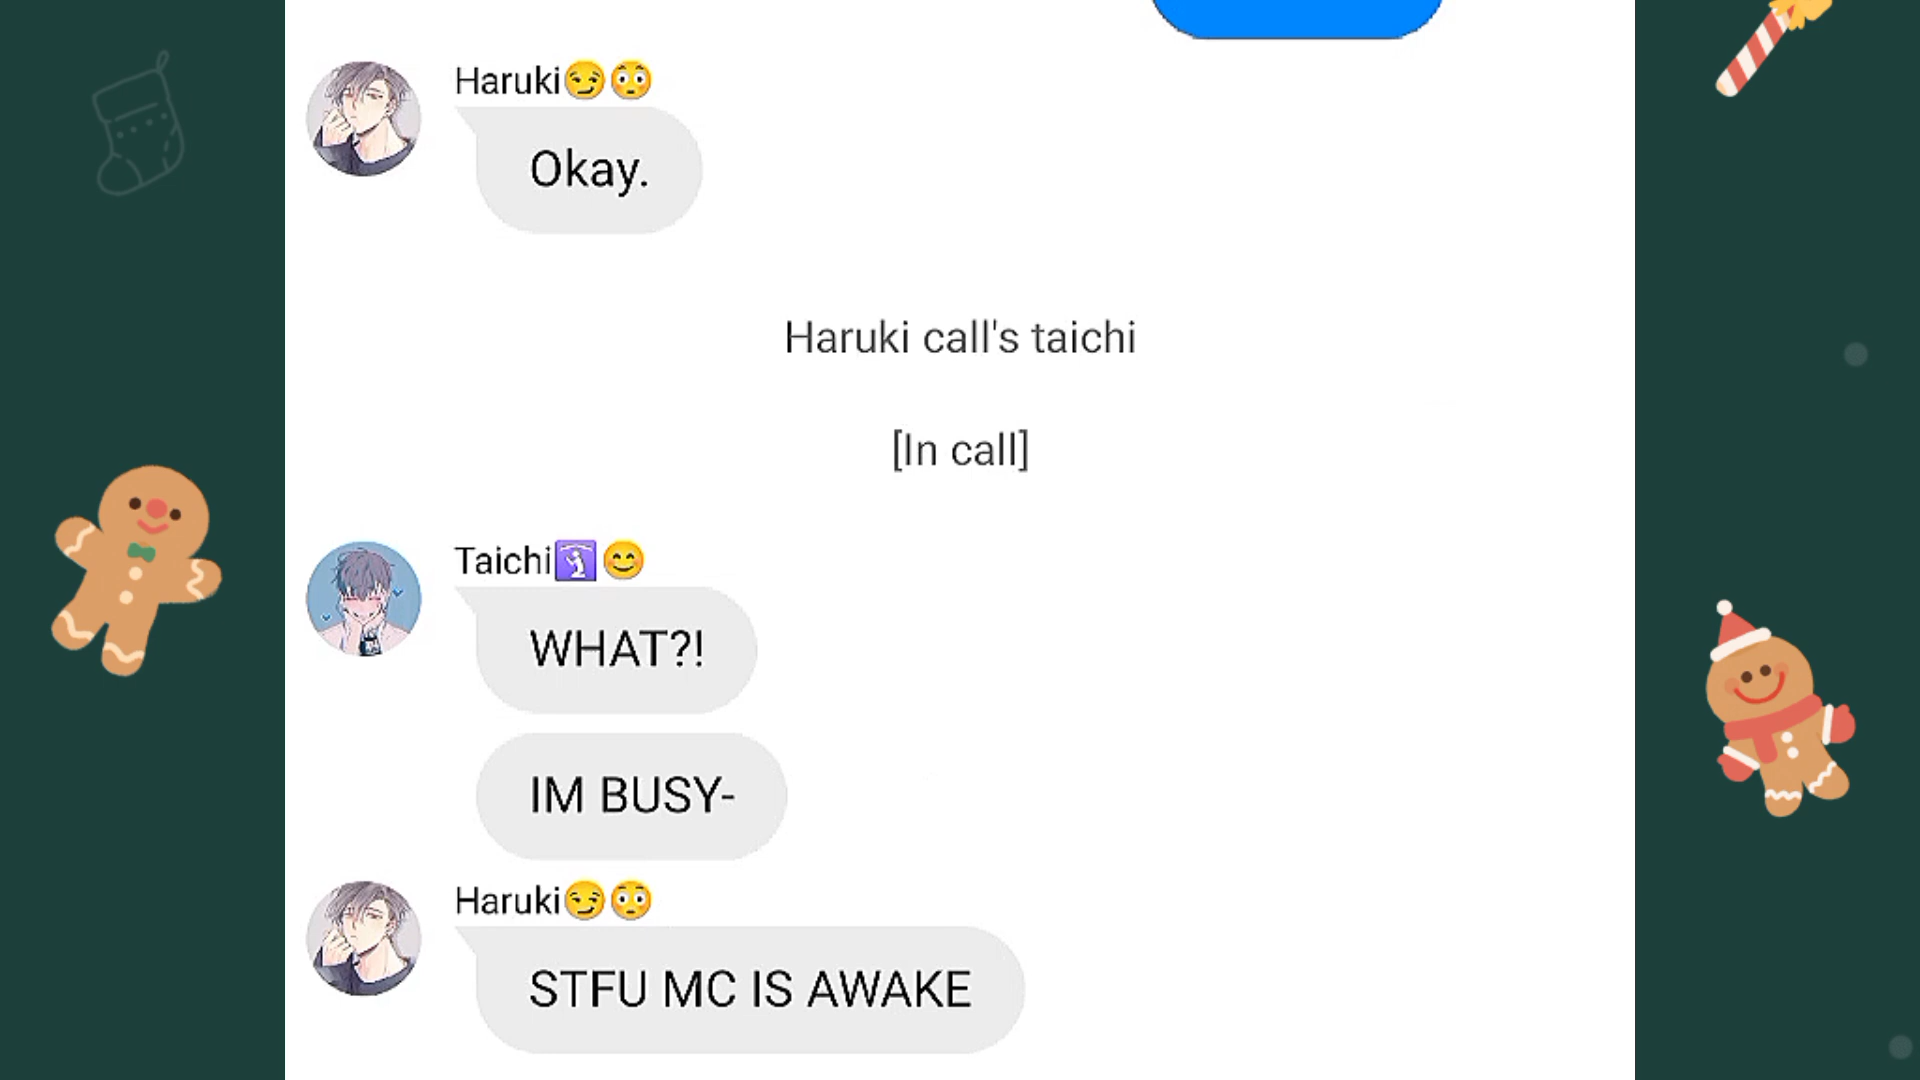 Haruki😏😳
Okay.
Haruki call's taichi
[In call]
Taichi🛐😊
WHAT?!
IM BUSY-
Haruki😏😳
STFU MC IS AWAKE